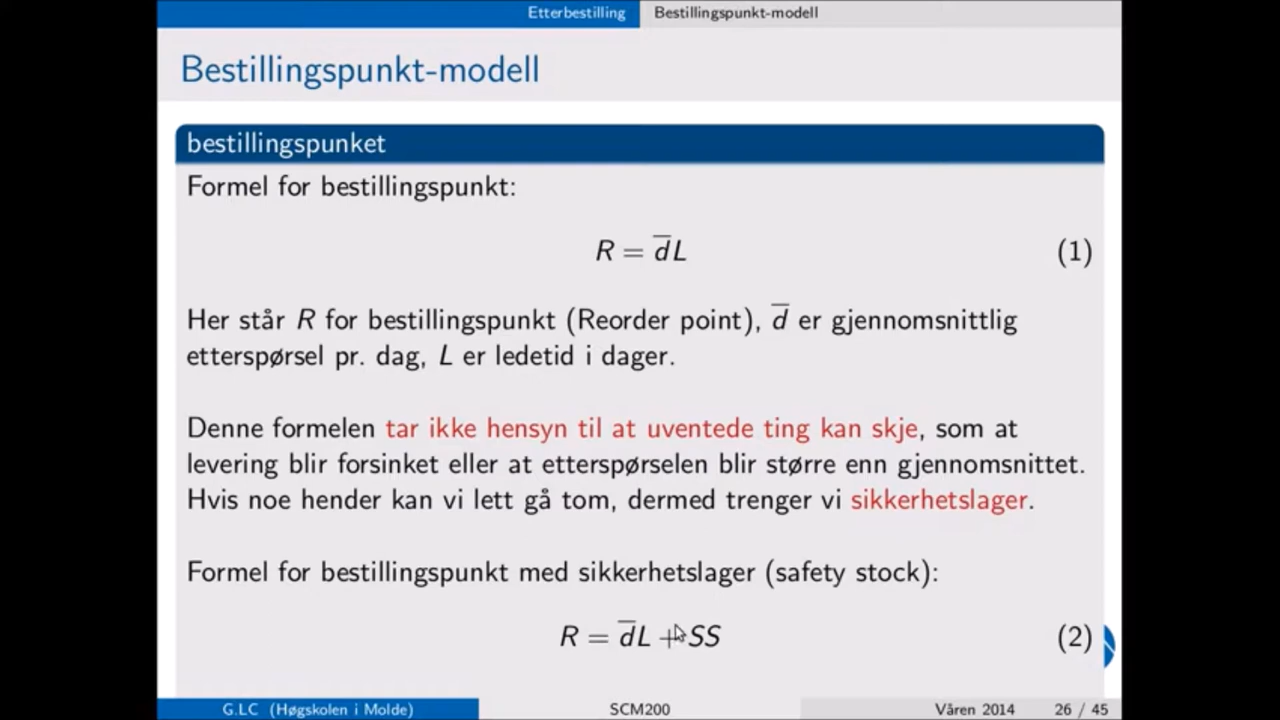 Etterbestilling Bestillingspunkt-modell
Bestillingspunkt-modell
bestillingspunket
Formel for bestillingspunkt:
R = d̅L (1)
Her står R for bestillingspunkt (Reorder point), d̅ er gjennomsnittlig
etterspørsel pr. dag, L er ledetid i dager.
Denne formelen tar ikke hensyn til at uventede ting kan skje, som at
levering blir forsinket eller at etterspørselen blir større enn gjennomsnittet.
Hvis noe hender kan vi lett gå tom, dermed trenger vi sikkerhetslager.
Formel for bestillingspunkt med sikkerhetslager (safety stock):
R = d̅L + SS (2)
G.LC (Høgskolen i Molde) SCM200 Våren 2014 26 / 45